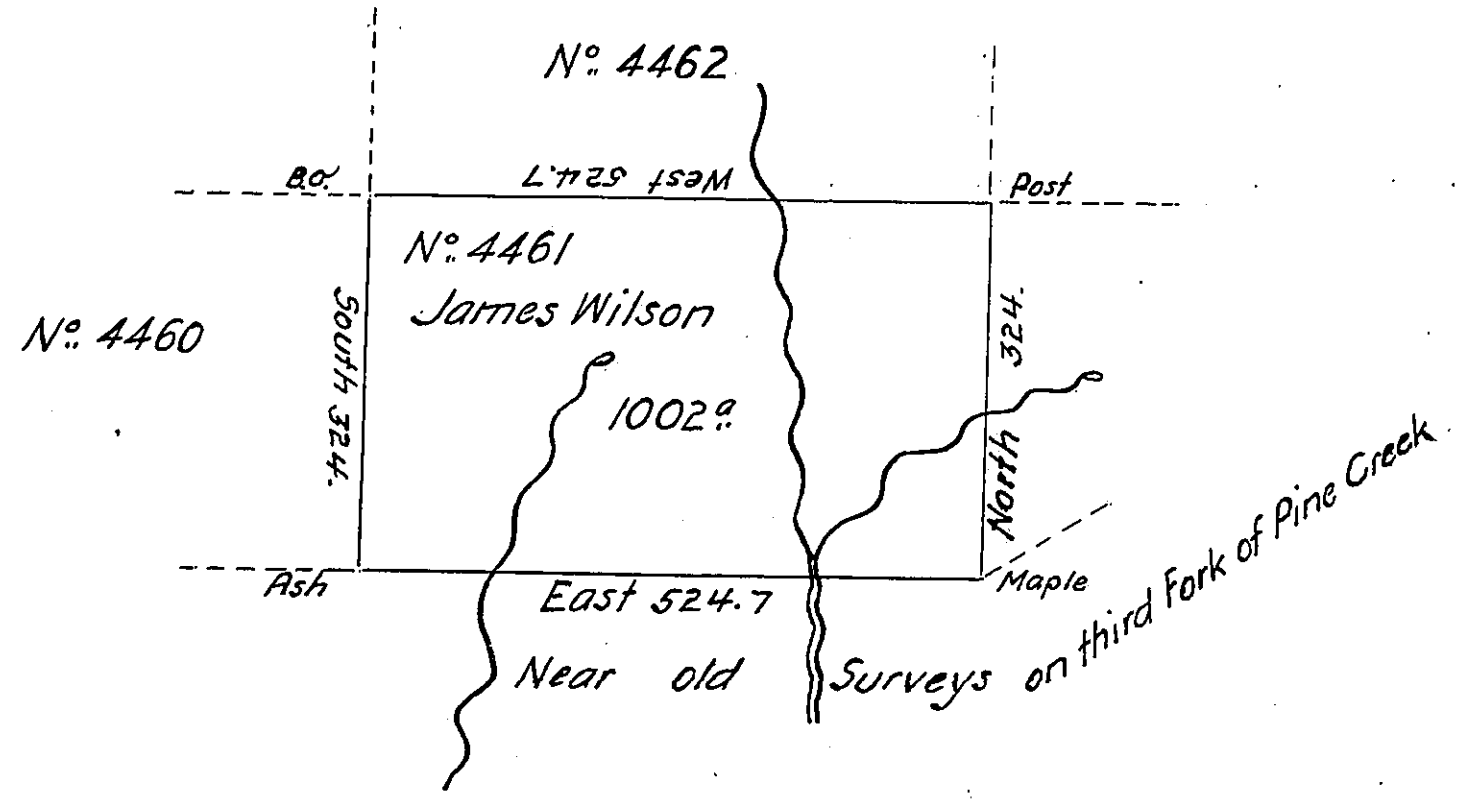 Nº 4462
B.O.
West 524.7
Post
Nº 4461
James Wilson
Nº 4460
South 324.
North 324.
1002ª
Ash
East 524.7
Maple
Near old Surveys on third Fork of Pine Creek